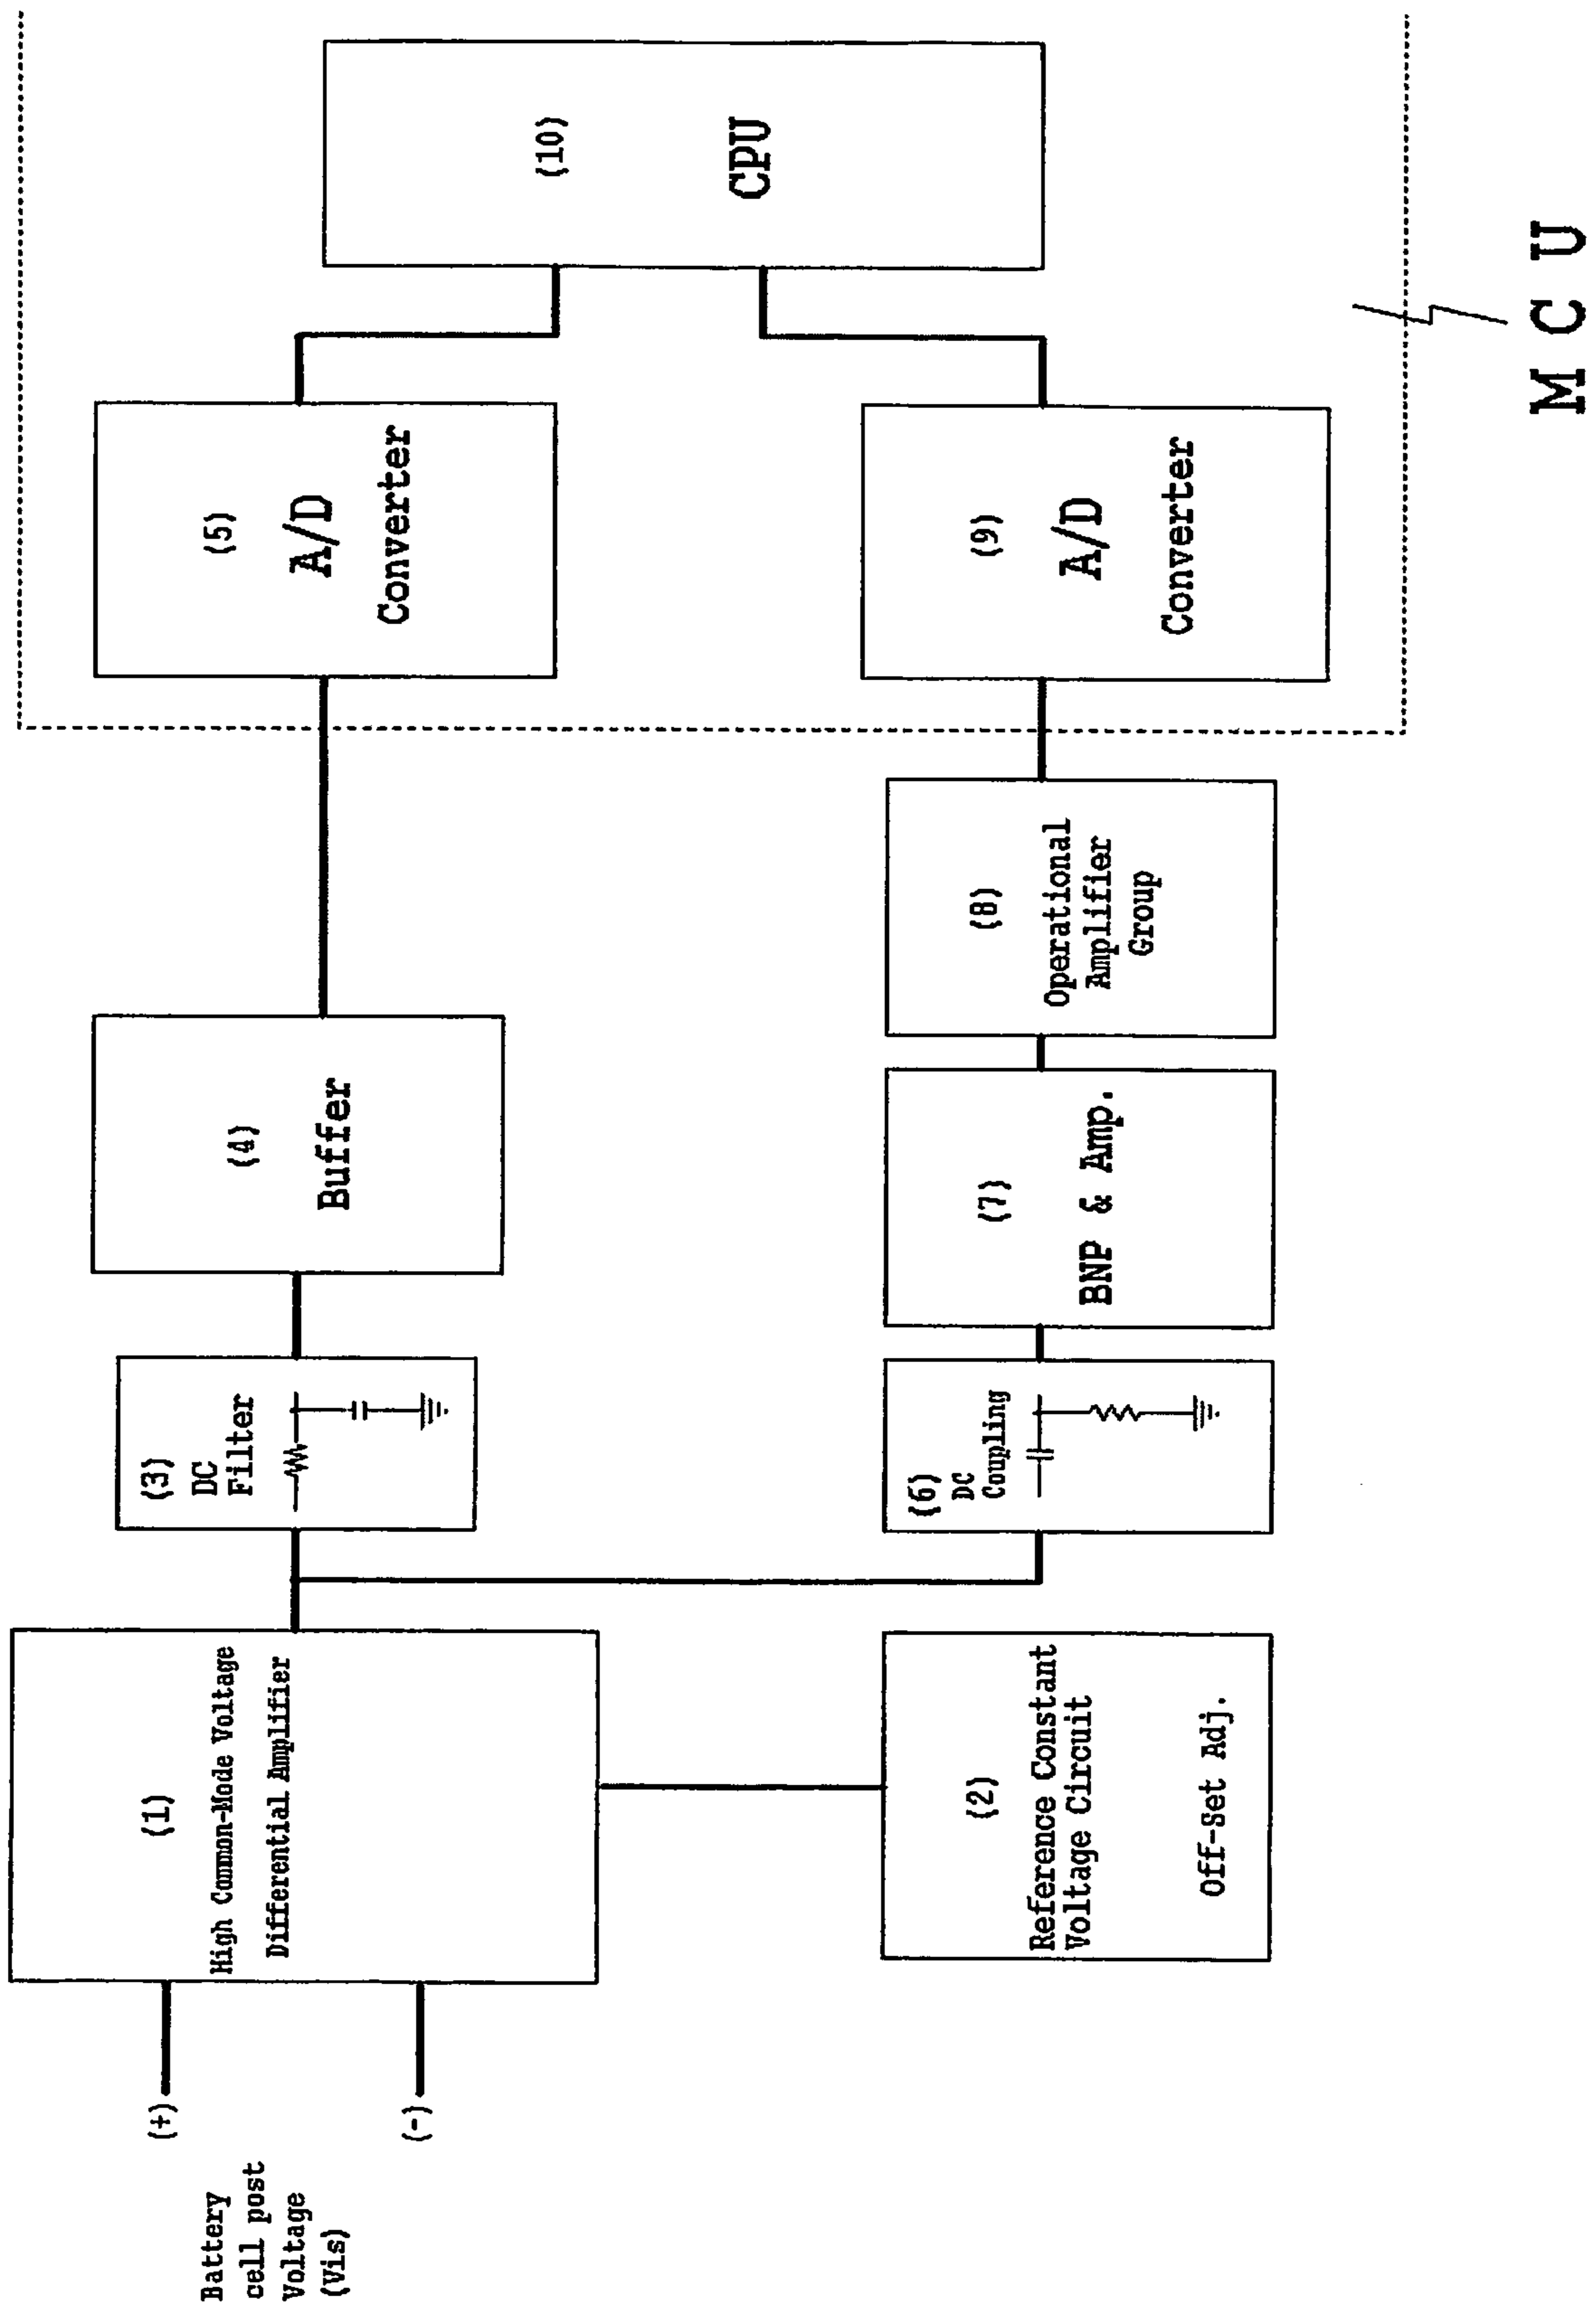 Battery
cell post
Voltage
(Vis)
(+)
(-)
(1)
High Common-Mode Voltage
Differential Amplifier
(2)
Reference Constant
Voltage Circuit
Off-Set Adj.
(3)
DC
Filter
(4)
Buffer
(5)
A/D
Converter
(6)
DC
Coupling
(7)
BNP & Amp.
(8)
Operational
Amplifier
Group
(9)
A/D
Converter
(10)
CPU
MCU